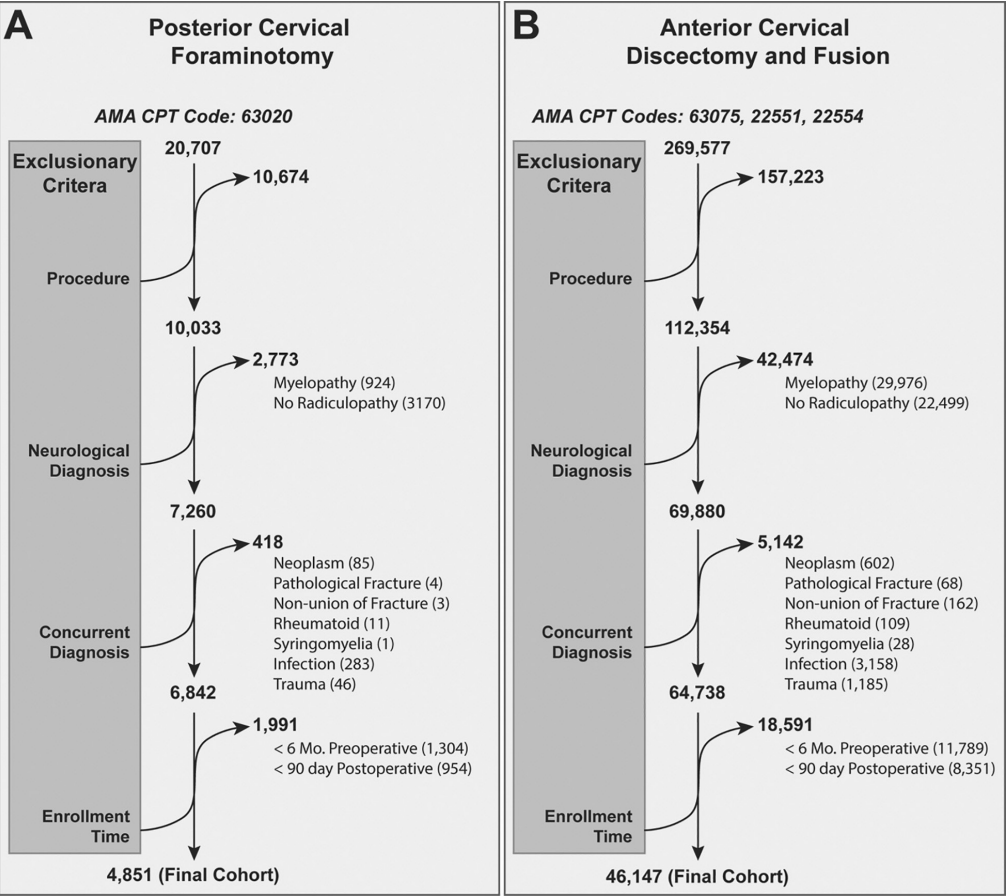 A
Posterior Cervical
Foraminotomy
AMA CPT Code: 63020
Exclusionary
Critera
20,707
10,674
Procedure
10,033
2,773
Myelopathy (924)
No Radiculopathy (3170)
Neurological
Diagnosis
7,260
418
Neoplasm (85)
Pathological Fracture (4)
Non-union of Fracture (3)
Rheumatoid (11)
Syringomyelia (1)
Infection (283)
Trauma (46)
Concurrent
Diagnosis
6,842
1,991
< 6 Mo. Preoperative (1,304)
< 90 day Postoperative (954)
Enrollment
Time
4,851 (Final Cohort)
B
Anterior Cervical
Discectomy and Fusion
AMA CPT Codes: 63075, 22551, 22554
Exclusionary
Critera
269,577
157,223
Procedure
112,354
42,474
Myelopathy (29,976)
No Radiculopathy (22,499)
Neurological
Diagnosis
69,880
5,142
Neoplasm (602)
Pathological Fracture (68)
Non-union of Fracture (162)
Rheumatoid (109)
Syringomyelia (28)
Infection (3,158)
Trauma (1,185)
Concurrent
Diagnosis
64,738
18,591
< 6 Mo. Preoperative (11,789)
< 90 day Postoperative (8,351)
Enrollment
Time
46,147 (Final Cohort)